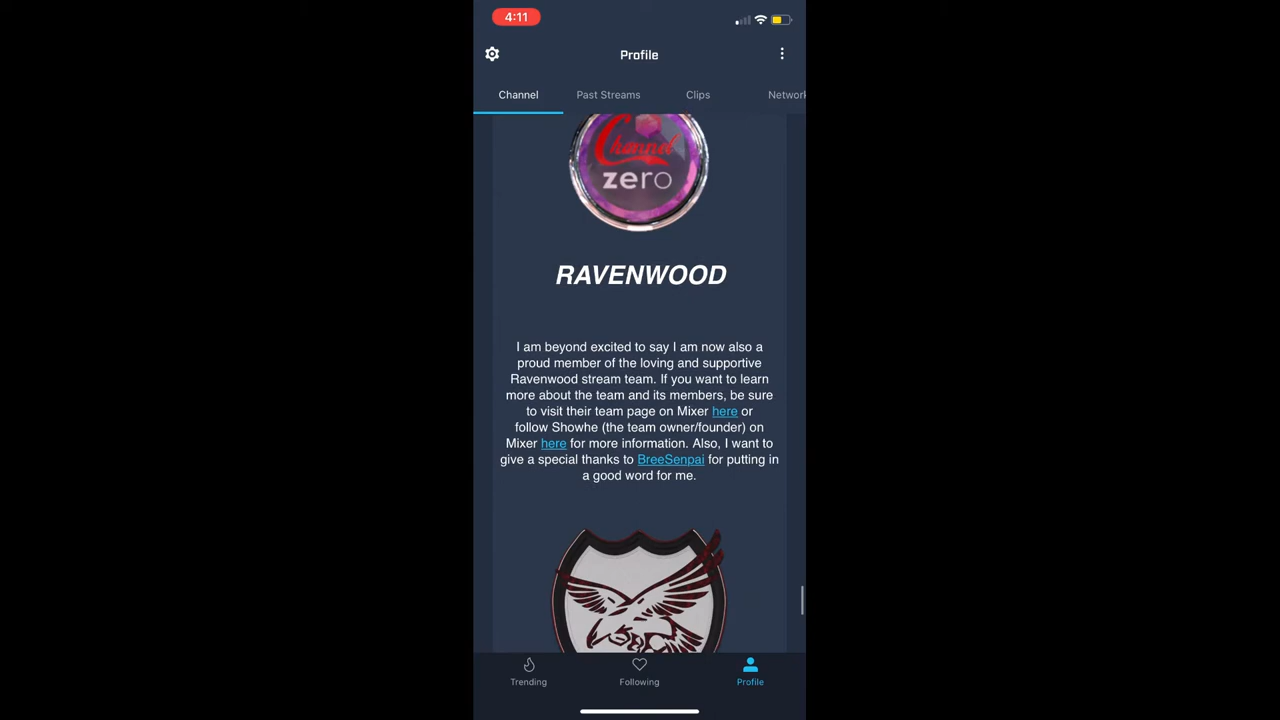 4:11
Profile
Channel Past Streams Clips Network
Channel
zero
RAVENWOOD
I am beyond excited to say I am now also a
proud member of the loving and supportive
Ravenwood stream team. If you want to learn
more about the team and its members, be sure
to visit their team page on Mixer here or
follow Showhe (the team owner/founder) on
Mixer here for more information. Also, I want to
give a special thanks to BreeSenpai for putting in
a good word for me.
Trending Following Profile